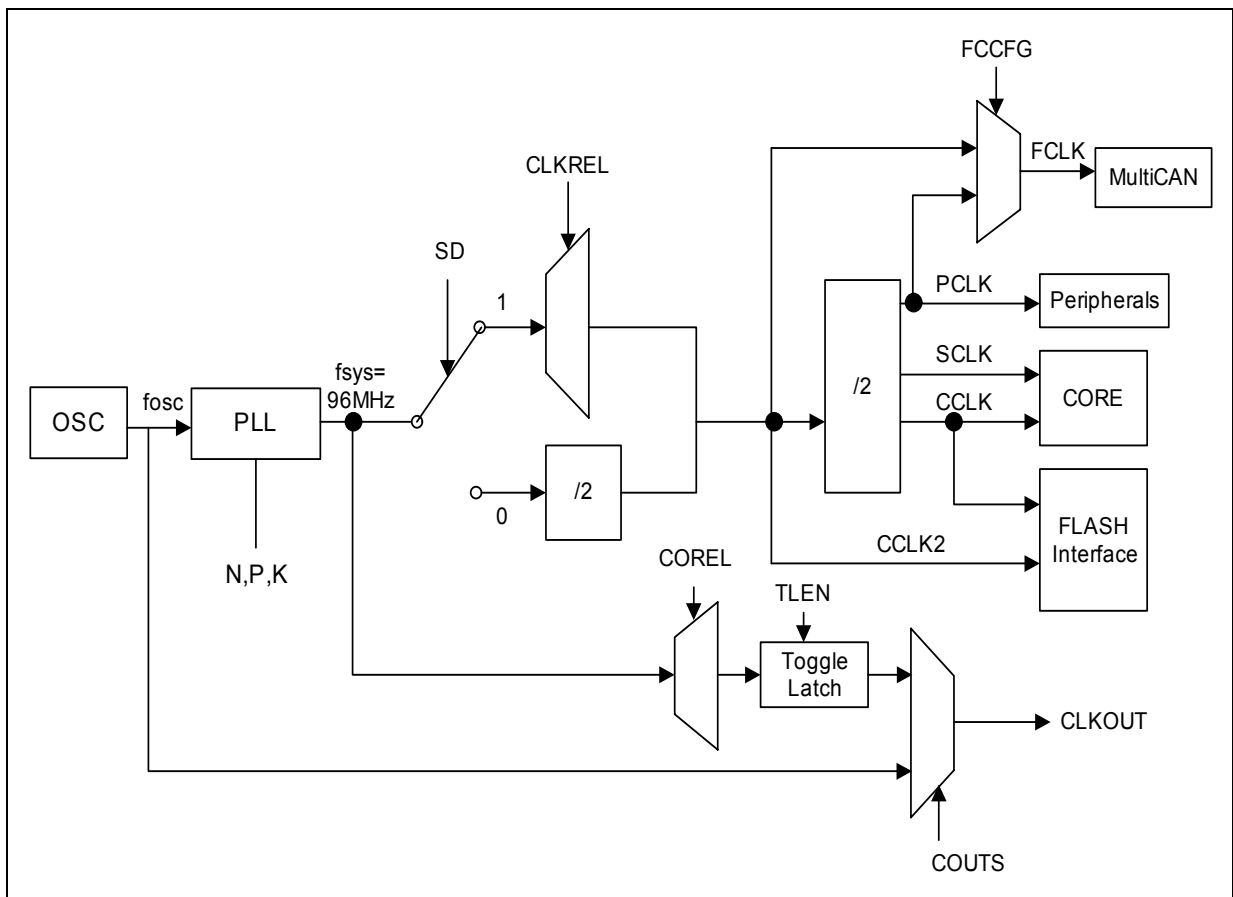 FCCFG
FCLK
MultiCAN
CLKREL
SD
1
PCLK
Peripherals
/2
SCLK
CCLK
CORE
fsys=
96MHz
fosc
OSC
PLL
/2
0
FLASH
Interface
CCLK2
N,P,K
COREL
TLEN
Toggle
Latch
CLKOUT
COUTS